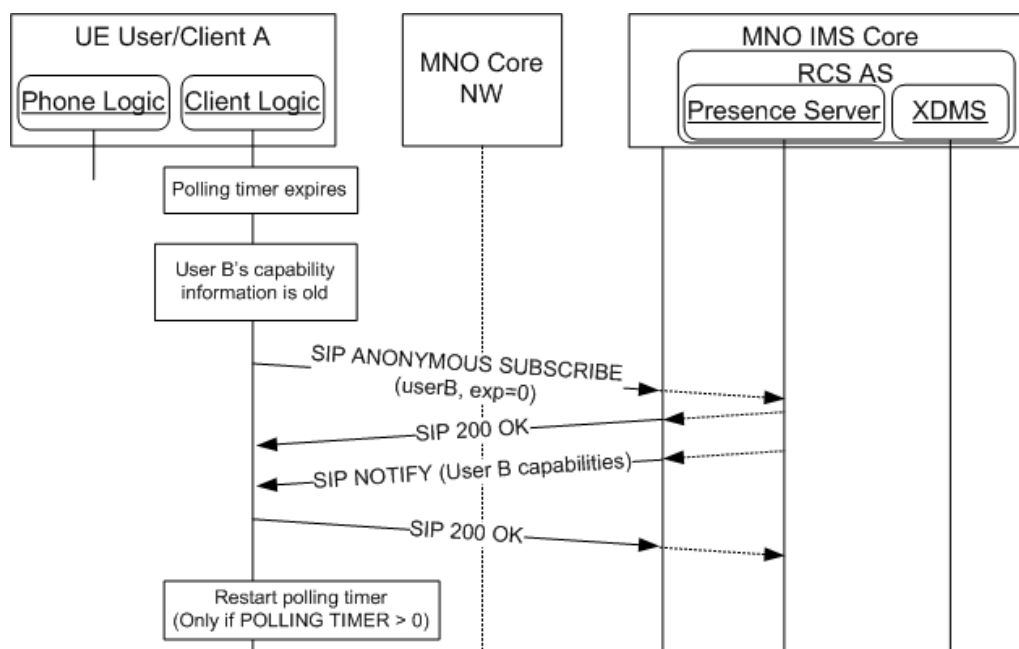 UE User/Client A
Phone Logic
Client Logic
MNO Core
NW
MNO IMS Core
RCS AS
Presence Server
XDMS
Polling timer expires
User B's capability
information is old
SIP ANONYMOUS SUBSCRIBE
(userB, exp=0)
SIP 200 OK
SIP NOTIFY (User B capabilities)
SIP 200 OK
Restart polling timer
(Only if POLLING TIMER > 0)